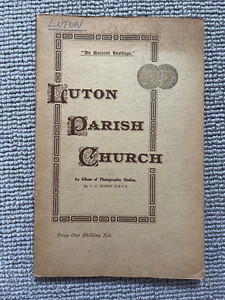 LUTON
"An Ancient Heritage."
LUTON
PARISH
CHURCH
An Album of Photographic Studies,
Price One Shilling Net